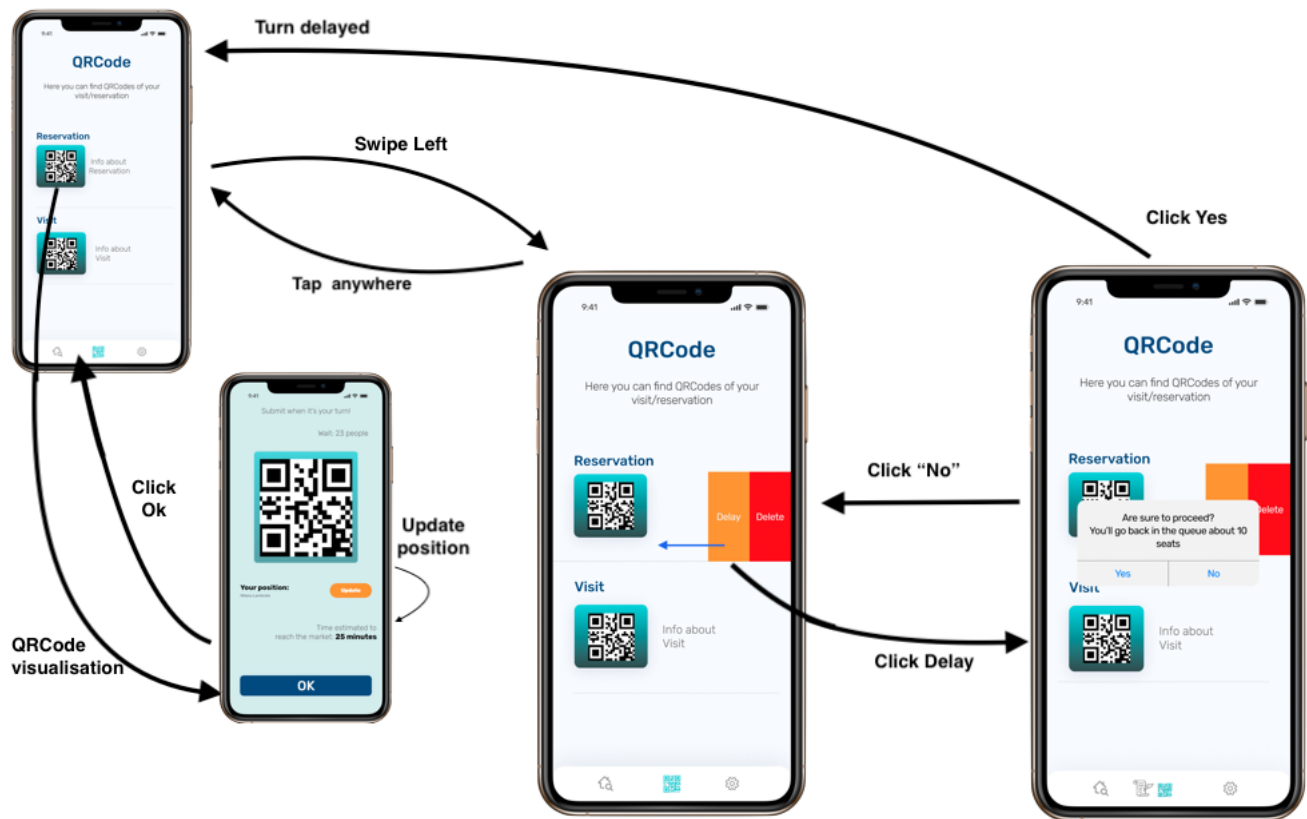 Turn delayed
9:41
QRCode
Here you can find QRCodes of your
visit/reservation
Reservation
Info about
Reservation
Visit
Info about
Visit
Swipe Left
Tap anywhere
Click Yes
Click
Ok
QRCode
visualisation
9:41
Submit when it's your turn!
Wait: 23 people
Your position:
Update
Time estimated to
reach the market: 25 minutes
OK
Update
position
9:41
QRCode
Here you can find QRCodes of your
visit/reservation
Reservation
Delay Delete
Visit
Info about
Visit
Click "No"
Click Delay
9:41
QRCode
Here you can find QRCodes of your
visit/reservation
Reservation
Delete
Are sure to proceed?
You'll go back in the queue about 10
seats
Yes No
Visit
Info about
Visit